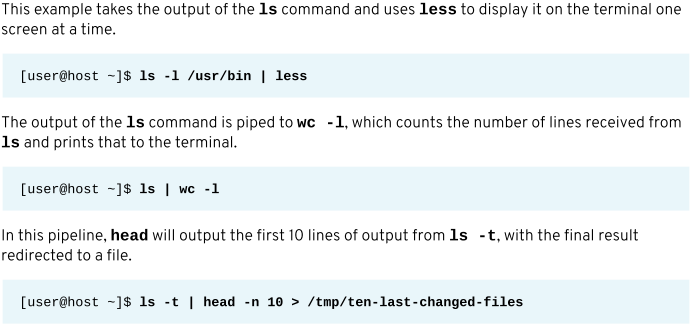 This example takes the output of the ls command and uses less to display it on the terminal one
screen at a time.
[user@host ~]$ ls -l /usr/bin | less
The output of the ls command is piped to wc -l, which counts the number of lines received from
ls and prints that to the terminal.
[user@host ~]$ ls | wc -l
In this pipeline, head will output the first 10 lines of output from ls -t, with the final result
redirected to a file.
[user@host ~]$ ls -t | head -n 10 > /tmp/ten-last-changed-files